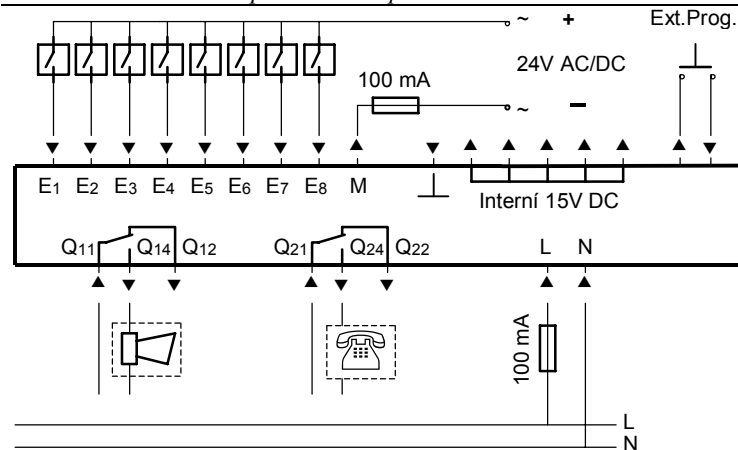 ~ + Ext.Prog.
24V AC/DC
100 mA
~ −
E1 E2 E3 E4 E5 E6 E7 E8 M
Interní 15V DC
Q11 Q14 Q12 Q21 Q24 Q22 L N
100 mA
L
N